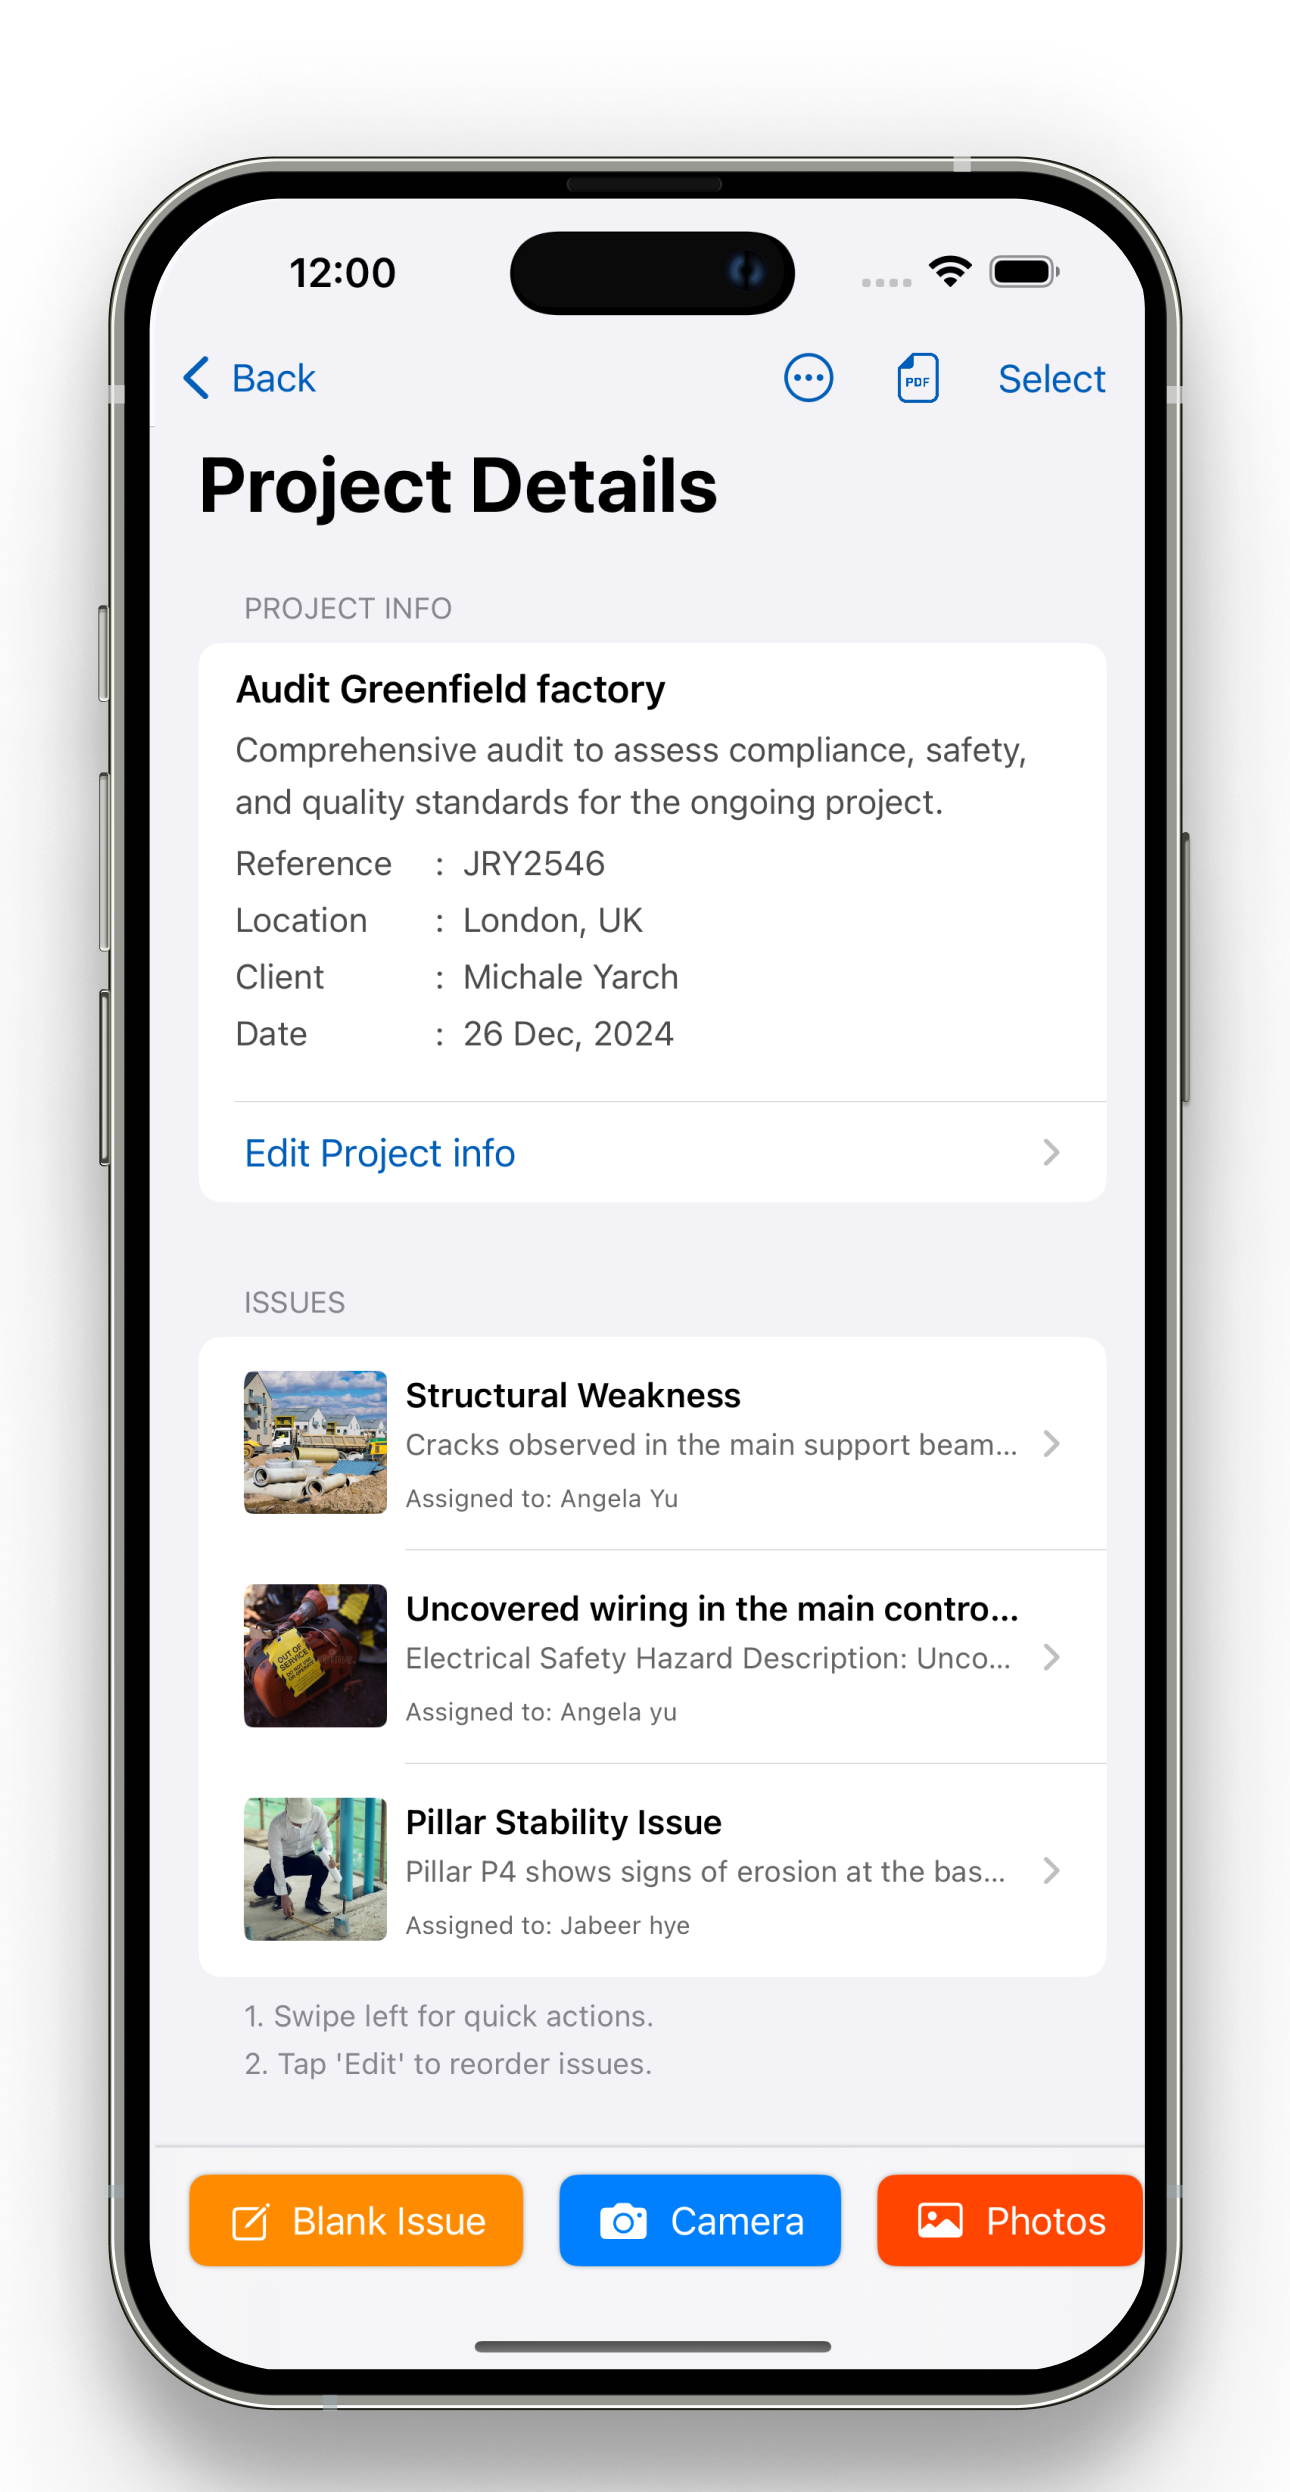 12:00
Back
PDF
Select
Project Details
PROJECT INFO
Audit Greenfield factory
Comprehensive audit to assess compliance, safety,
and quality standards for the ongoing project.
Reference : JRY2546
Location : London, UK
Client : Michale Yarch
Date : 26 Dec, 2024
Edit Project info
ISSUES
Structural Weakness
Cracks observed in the main support beam...
Assigned to: Angela Yu
OUT OF
SERVICE
Uncovered wiring in the main contro...
Electrical Safety Hazard Description: Unco...
Assigned to: Angela yu
Pillar Stability Issue
Pillar P4 shows signs of erosion at the bas...
Assigned to: Jabeer hye
1. Swipe left for quick actions.
2. Tap 'Edit' to reorder issues.
Blank Issue
Camera
Photos